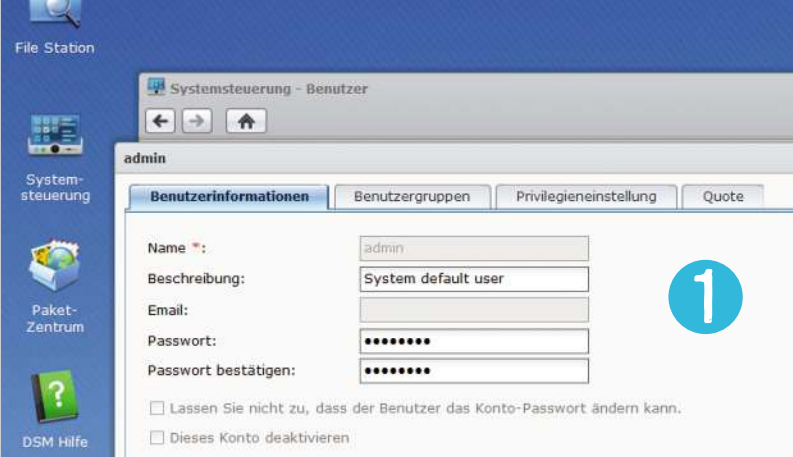 File Station
Systemsteuerung - Benutzer
admin
System-
steuerung
Benutzerinformationen
Benutzergruppen
Privilegieneinstellung
Quote
Name *:
admin
Beschreibung:
System default user
Email:
Paket-
Zentrum
Passwort:
••••••••
Passwort bestätigen:
••••••••
1
? 
Lassen Sie nicht zu, dass der Benutzer das Konto-Passwort ändern kann.
DSM Hilfe
Dieses Konto deaktivieren